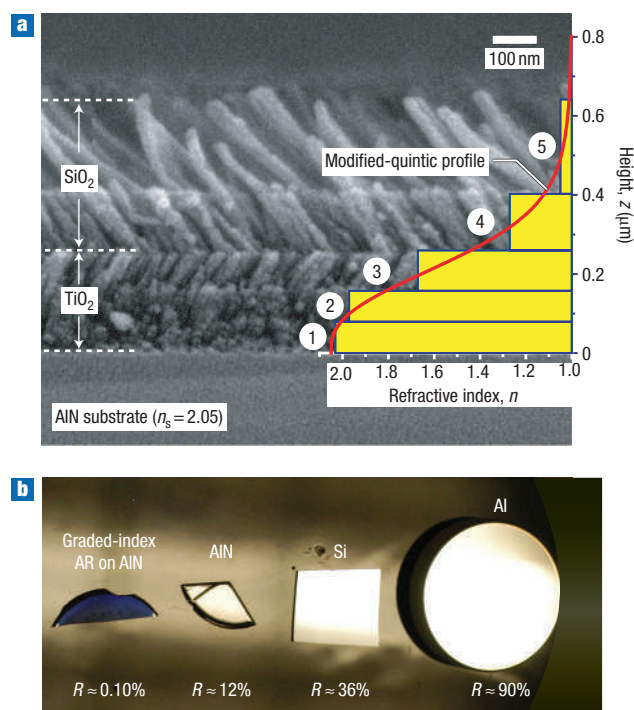 a
100 nm
0.8
0.6
0.4
0.2
0
Height, z (μm)
SiO₂
TiO₂
Modified-quintic profile
5
4
3
2
1
2.0 1.8 1.6 1.4 1.2 1.0
Refractive index, n
AlN substrate (nₛ = 2.05)
b
Graded-index
AR on AlN
AlN
Si
Al
R ≈ 0.10%
R ≈ 12%
R ≈ 36%
R ≈ 90%